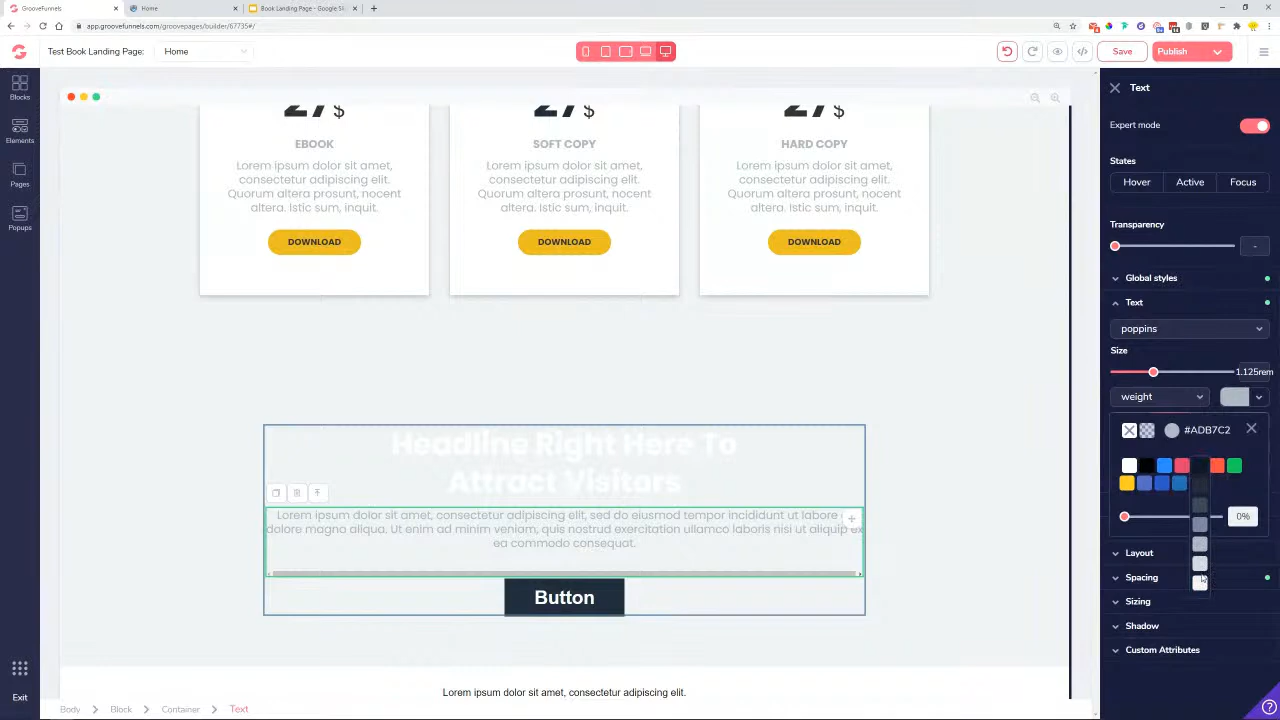 GrooveFunnels
Home
Book Landing Page - Google Sli
app.groovefunnels.com/groovepages/builder/67735#/
Test Book Landing Page:
Home
Save
Publish
Blocks
Elements
Pages
Popups
Exit
27$
27$
27$
EBOOK
Lorem ipsum dolor sit amet,
consectetur adipiscing elit.
Quorum altera prosunt, nocent
altera. Istic sum, inquit.
DOWNLOAD
SOFT COPY
Lorem ipsum dolor sit amet,
consectetur adipiscing elit.
Quorum altera prosunt, nocent
altera. Istic sum, inquit.
DOWNLOAD
HARD COPY
Lorem ipsum dolor sit amet,
consectetur adipiscing elit.
Quorum altera prosunt, nocent
altera. Istic sum, inquit.
DOWNLOAD
Headline Right Here To
Attract Visitors
Lorem ipsum dolor sit amet, consectetur adipiscing elit, sed do eiusmod tempor incididunt ut labore
dolore magna aliqua. Ut enim ad minim veniam, quis nostrud exercitation ullamco laboris nisi ut aliquip ex
ea commodo consequat.
Button
Lorem ipsum dolor sit amet, consectetur adipiscing elit.
Body
Block
Container
Text
Text
Expert mode
States
Hover
Active
Focus
Transparency
-
Global styles
Text
poppins
Size
1.125rem
weight
#ADB7C2
0%
Layout
Spacing
Sizing
Shadow
Custom Attributes